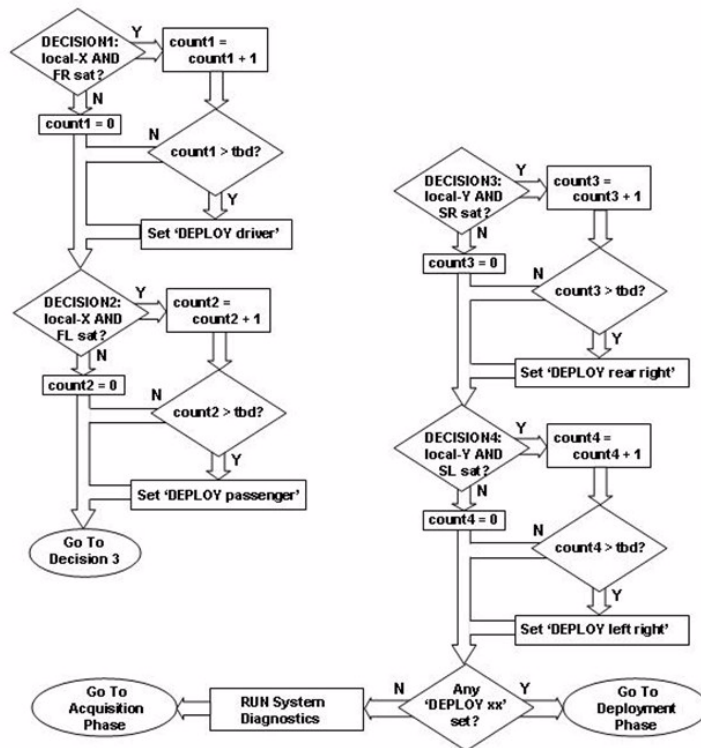 DECISION1:
local-X AND
FR sat?
Y
count1 =
count1 + 1
N
count1 = 0
N
count1 > tbd?
Y
Set ‘DEPLOY driver’
DECISION2:
local-X AND
FL sat?
Y
count2 =
count2 + 1
N
count2 = 0
N
count2 > tbd?
Y
Set ‘DEPLOY passenger’
Go To
Decision 3
DECISION3:
local-Y AND
SR sat?
Y
count3 =
count3 + 1
N
count3 = 0
N
count3 > tbd?
Y
Set ‘DEPLOY rear right’
DECISION4:
local-Y AND
SL sat?
Y
count4 =
count4 + 1
N
count4 = 0
N
count4 > tbd?
Y
Set ‘DEPLOY left right’
Any
‘DEPLOY xx’
set?
N
Y
RUN System
Diagnostics
Go To
Acquisition
Phase
Go To
Deployment
Phase